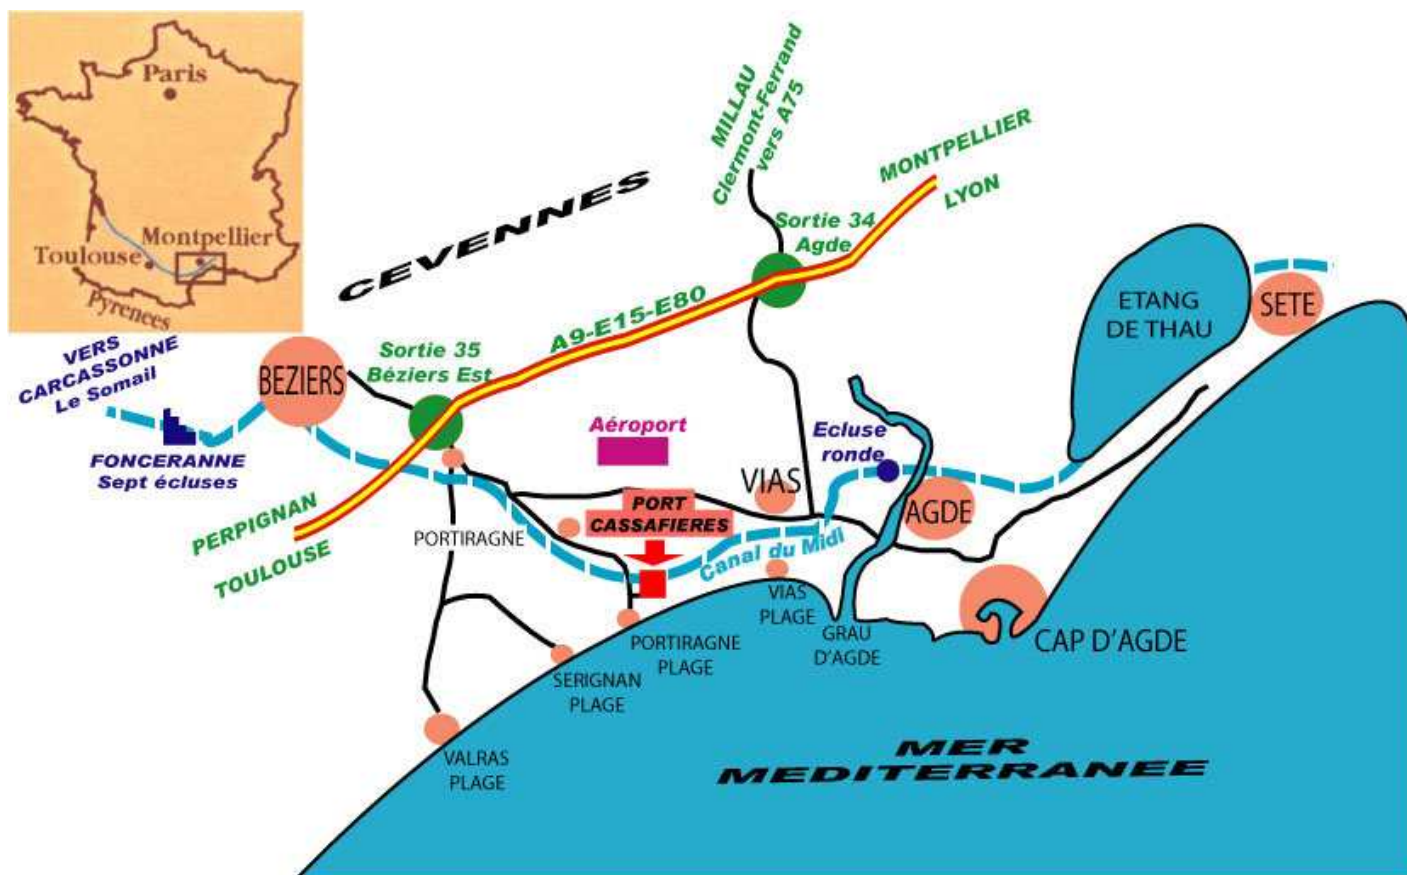 Paris
Montpellier
Toulouse
Pyrenees
CEVENNES
MILLAU
Clermont-Ferrand
vers A75
MONTPELLIER
LYON
Sortie 34
Agde
A9-E15-E80
Sortie 35
Béziers Est
VERS
CARCASSONNE
Le Somail
BEZIERS
FONCERANNE
Sept écluses
PERPIGNAN
TOULOUSE
Aéroport
PORT
CASSAFIERES
PORTIRAGNE
VIAS
Ecluse
ronde
AGDE
ETANG
DE THAU
SETE
Canal du Midi
VIAS
PLAGE
GRAU
D'AGDE
CAP D'AGDE
PORTIRAGNE
PLAGE
SERIGNAN
PLAGE
VALRAS
PLAGE
MER
MEDITERRANEE